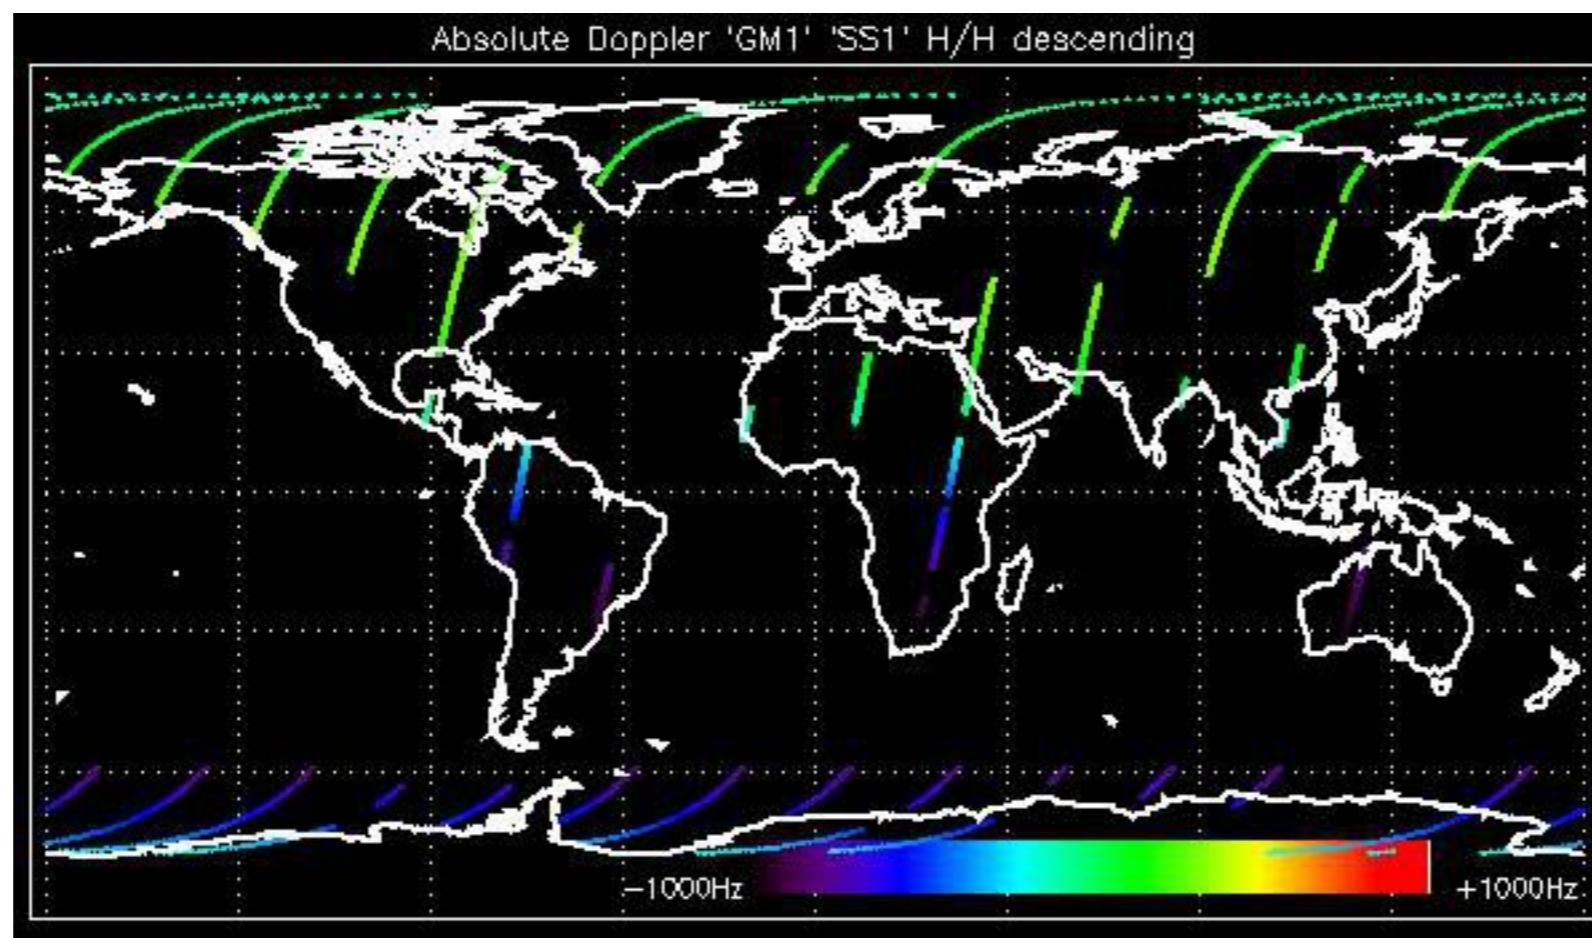 Absolute Doppler 'GM1' 'SS1' H/H descending
-1000Hz
+1000Hz